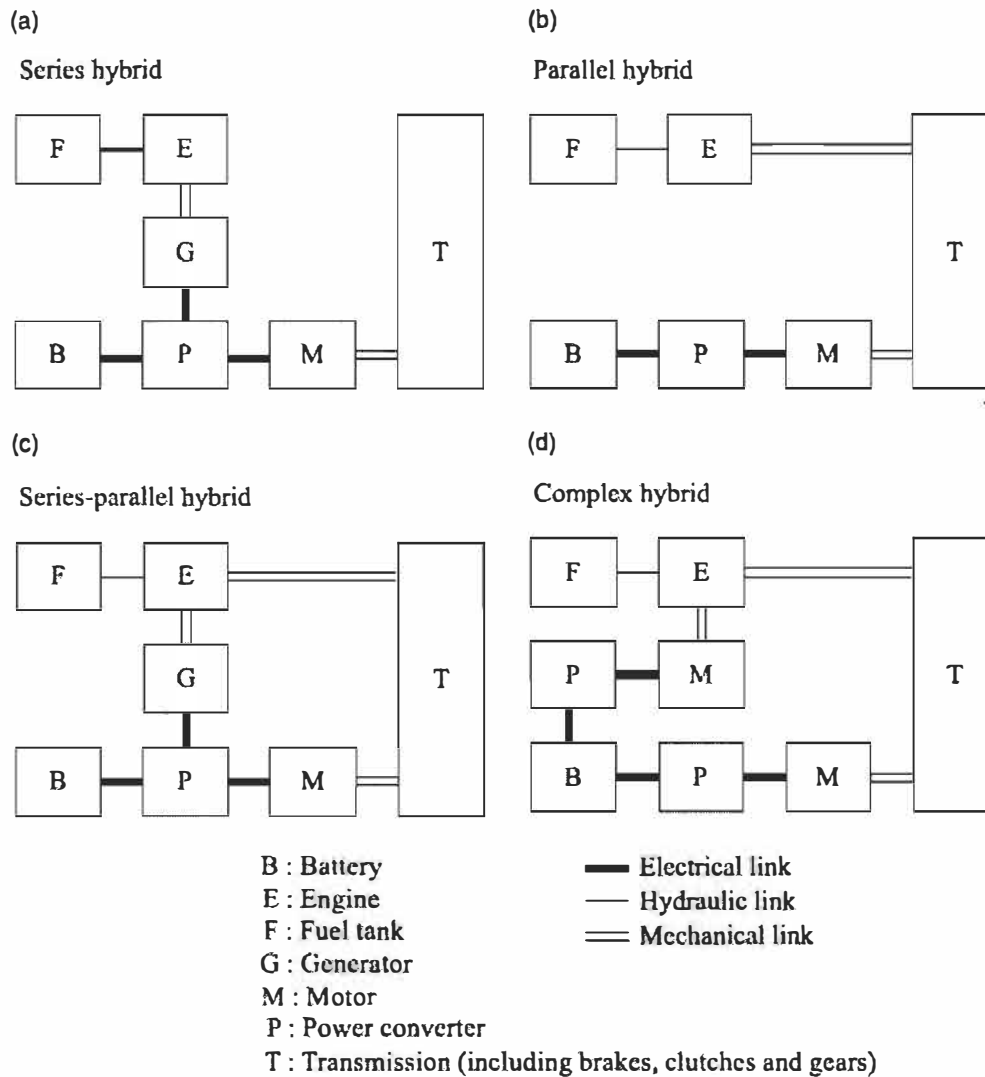 (a)
Series hybrid
F E
G T
B P M
(b)
Parallel hybrid
F E
T
B P M
(c)
Series-parallel hybrid
F E
G T
B P M
(d)
Complex hybrid
F E
P M T
B P M
B : Battery
E : Engine
F : Fuel tank
G : Generator
M : Motor
P : Power converter
T : Transmission (including brakes, clutches and gears)
Electrical link
Hydraulic link
Mechanical link